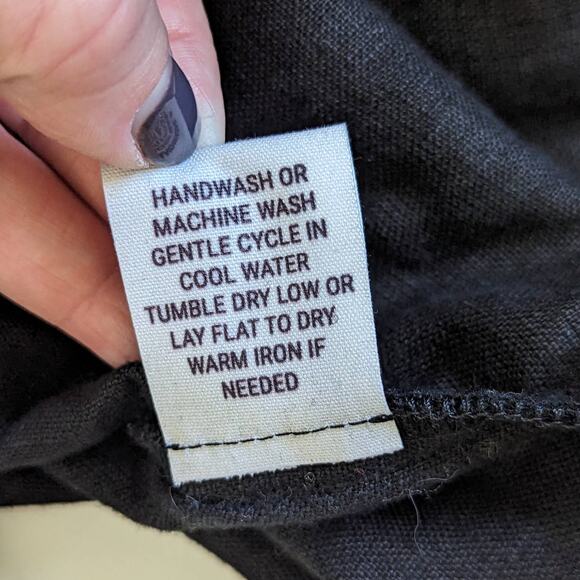 HANDWASH OR
MACHINE WASH
GENTLE CYCLE IN
COOL WATER
TUMBLE DRY LOW OR
LAY FLAT TO DRY
WARM IRON IF
NEEDED